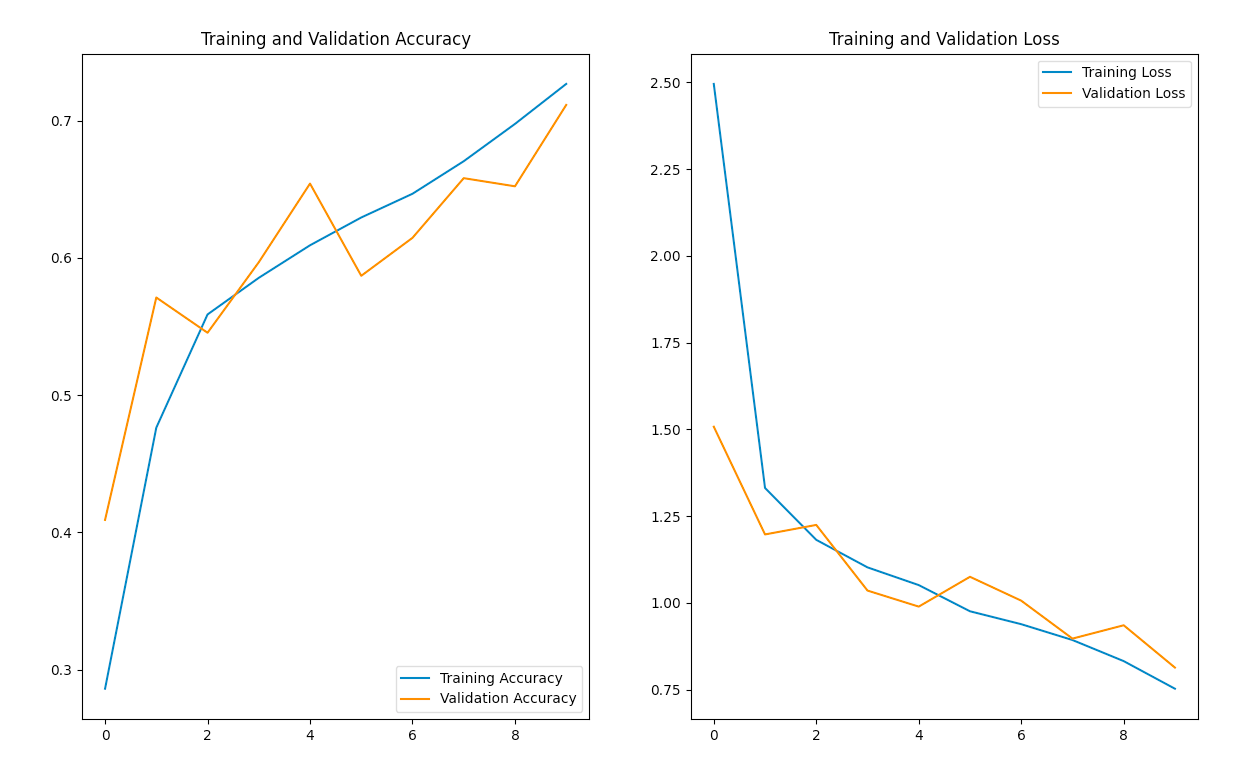 Training and Validation Accuracy
0.7
0.6
0.5
0.4
0.3
Training Accuracy
Validation Accuracy
0 2 4 6 8
Training and Validation Loss
Training Loss
Validation Loss
2.50
2.25
2.00
1.75
1.50
1.25
1.00
0.75
0 2 4 6 8